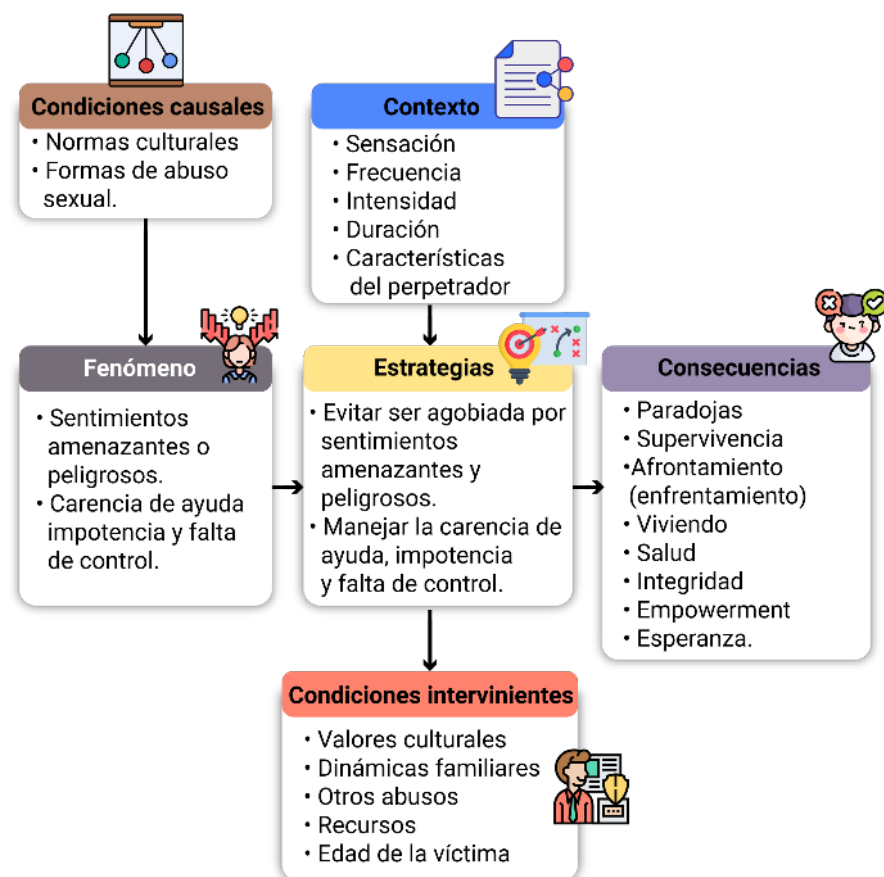 Condiciones causales
• Normas culturales
• Formas de abuso
sexual.
Contexto
• Sensación
• Frecuencia
• Intensidad
• Duración
• Características
del perpetrador
Fenómeno
• Sentimientos
amenazantes o
peligrosos.
• Carencia de ayuda
impotencia y falta
de control.
Estrategias
• Evitar ser agobiada por
sentimientos
amenazantes y
peligrosos.
• Manejar la carencia de
ayuda, impotencia
y falta de control.
Consecuencias
• Paradojas
• Supervivencia
•Afrontamiento
(enfrentamiento)
• Viviendo
• Salud
• Integridad
• Empowerment
• Esperanza.
Condiciones intervinientes
• Valores culturales
• Dinámicas familiares
• Otros abusos
• Recursos
• Edad de la víctima